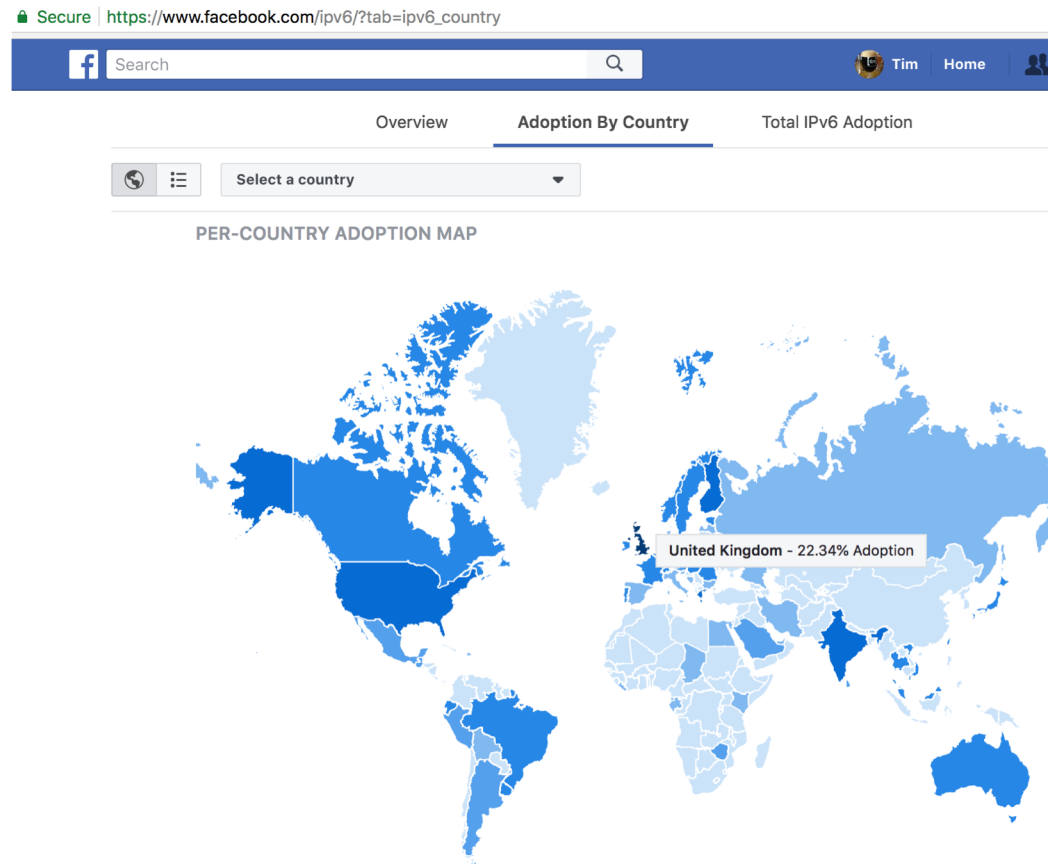 Secure https://www.facebook.com/ipv6/?tab=ipv6_country
f Search Tim Home
Overview Adoption By Country Total IPv6 Adoption
Select a country
PER-COUNTRY ADOPTION MAP
United Kingdom - 22.34% Adoption